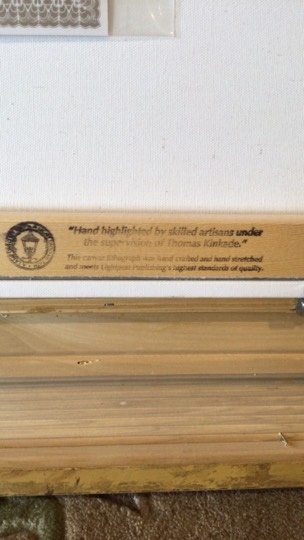 "Hand highlighted by skilled artisans under
the supervision of Thomas Kinkade."
This canvas lithograph was hand crafted and hand stretched
and meets Lightpost Publishing's highest standards of quality.